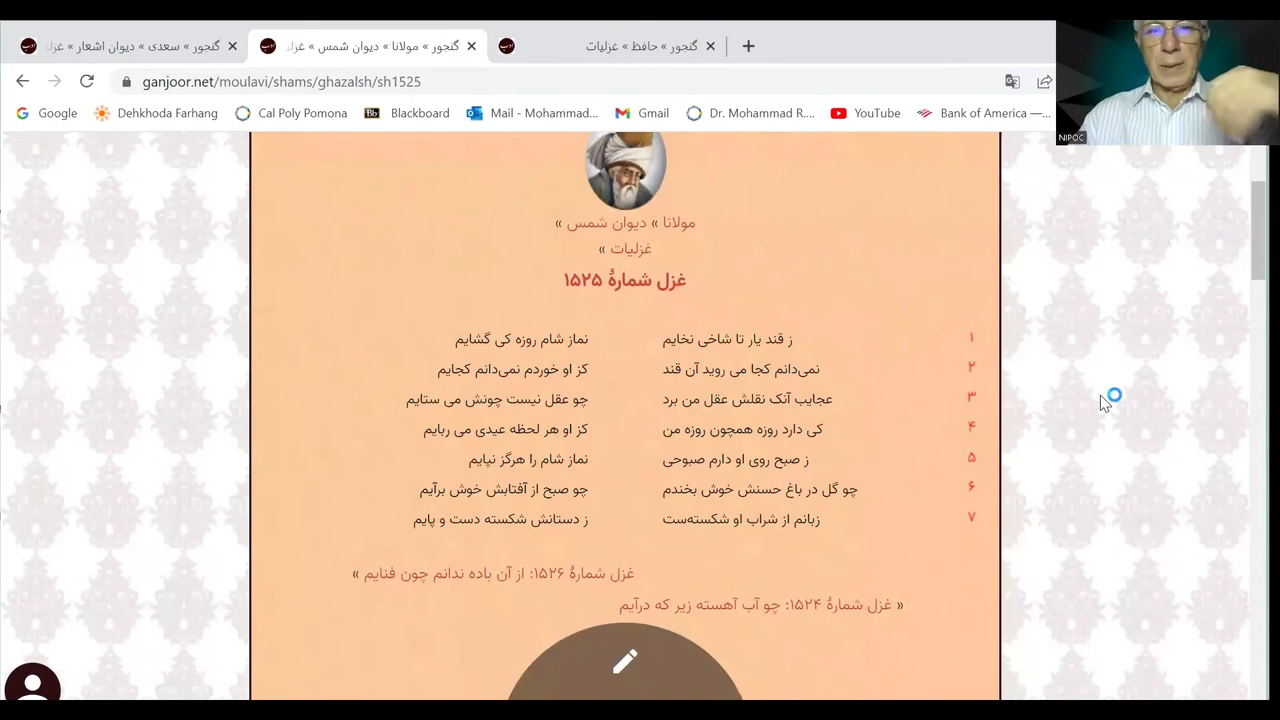 گنجور » سعدی » دیوان اشعار » غزل
گنجور » مولانا » دیوان شمس » غزلی
گنجور » حافظ » غزلیات
ganjoor.net/moulavi/shams/ghazalsh/sh1525
Google Dehkhoda Farhang Cal Poly Pomona Bb Blackboard Mail - Mohammad... Gmail Dr. Mohammad R.... YouTube Bank of America —...
NIPOC
مولانا » دیوان شمس »
غزلیات »
غزل شمارهٔ ۱۵۲۵
۱ ز قند یار تا شاخی نخایم نماز شام روزه کی گشایم
۲ نمی‌دانم کجا می روید آن قند کز او خوردم نمی‌دانم کجایم
۳ عجایب آنک نقلش عقل من برد چو عقل نیست چونش می ستایم
۴ کی دارد روزه همچون روزه من کز او هر لحظه عیدی می ربایم
۵ ز صبح روی او دارم صبوحی نماز شام را هرگز نپایم
۶ چو گل در باغ حسنش خوش بخندم چو صبح از آفتابش خوش برآیم
۷ زبانم از شراب او شکسته‌ست ز دستانش شکسته دست و پایم
غزل شمارهٔ ۱۵۲۶: از آن باده ندانم چون فنایم »
« غزل شمارهٔ ۱۵۲۴: چو آب آهسته زیر که درآیم